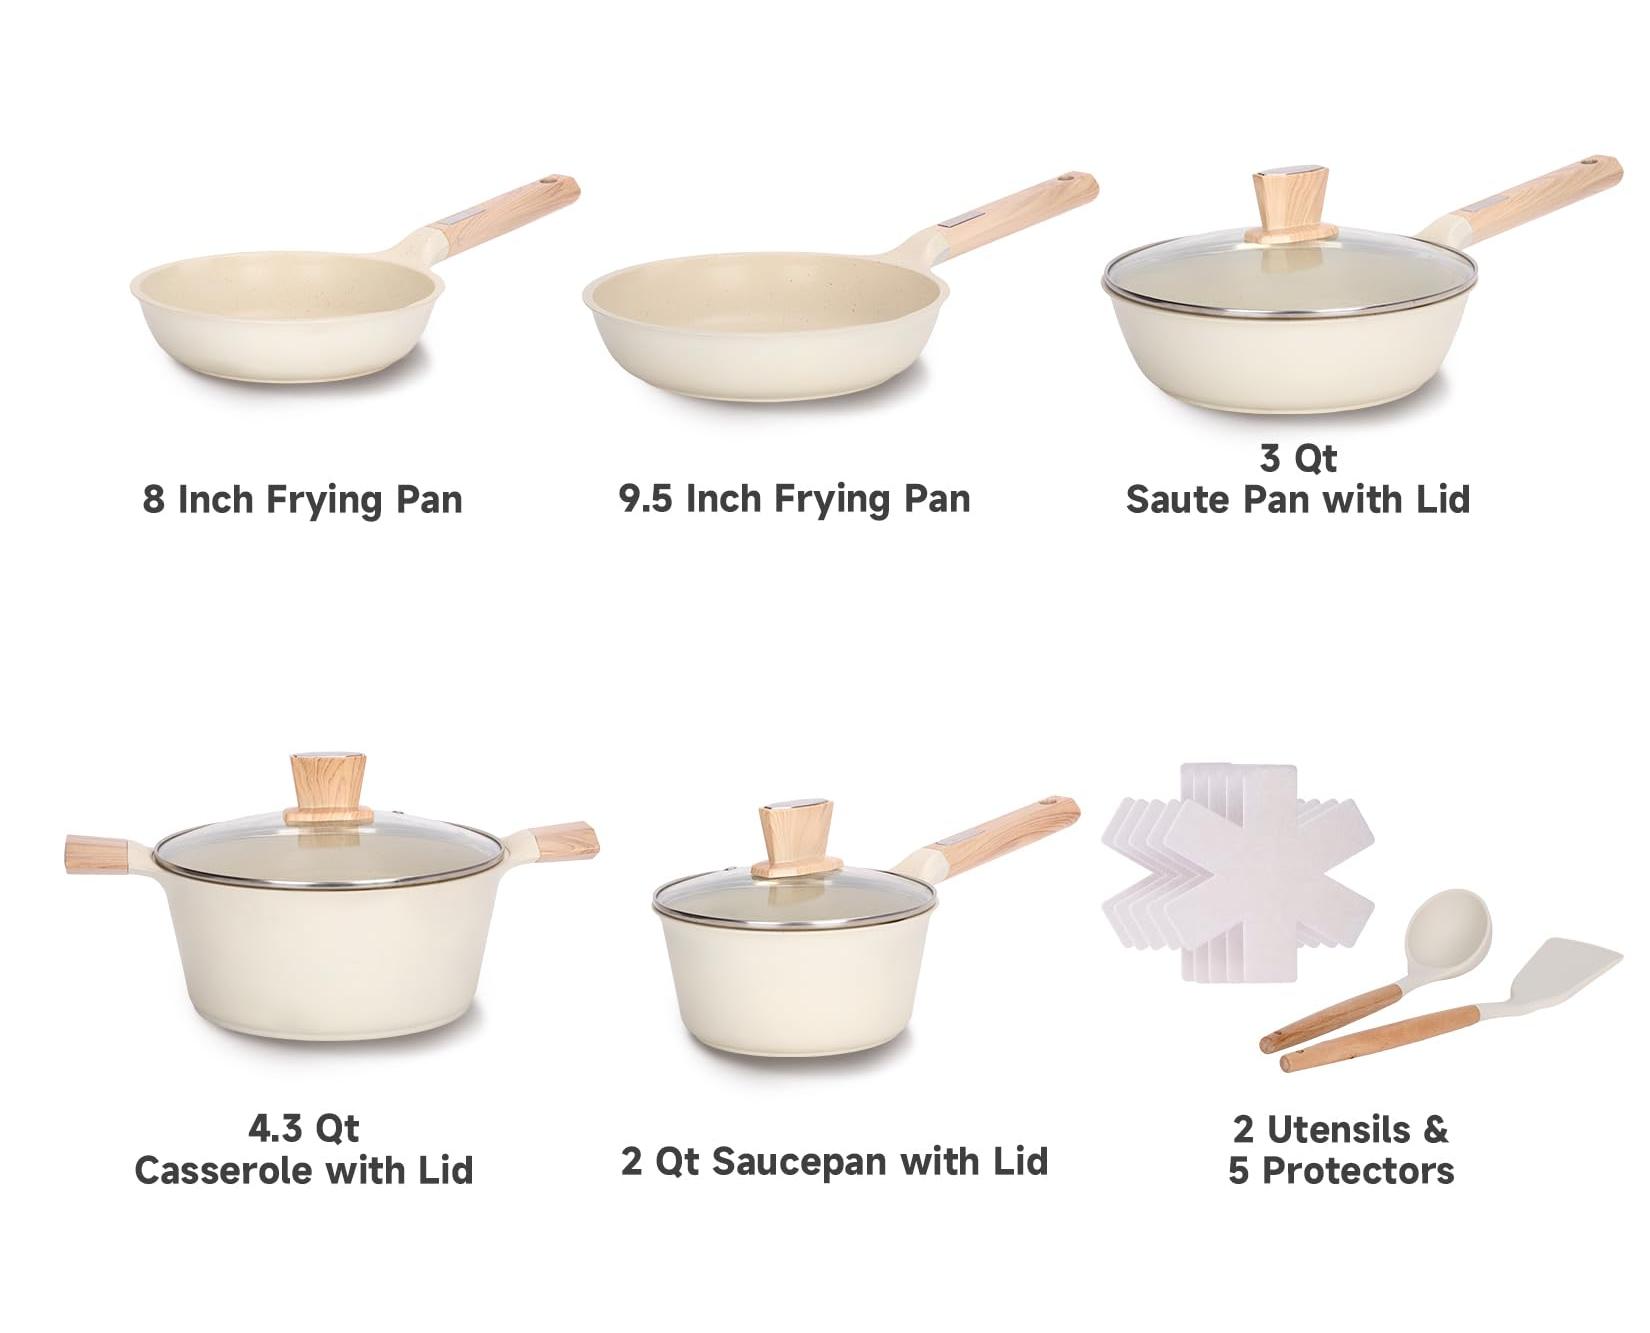 8 Inch Frying Pan
9.5 Inch Frying Pan
3 Qt
Saute Pan with Lid
4.3 Qt
Casserole with Lid
2 Qt Saucepan with Lid
2 Utensils &
5 Protectors